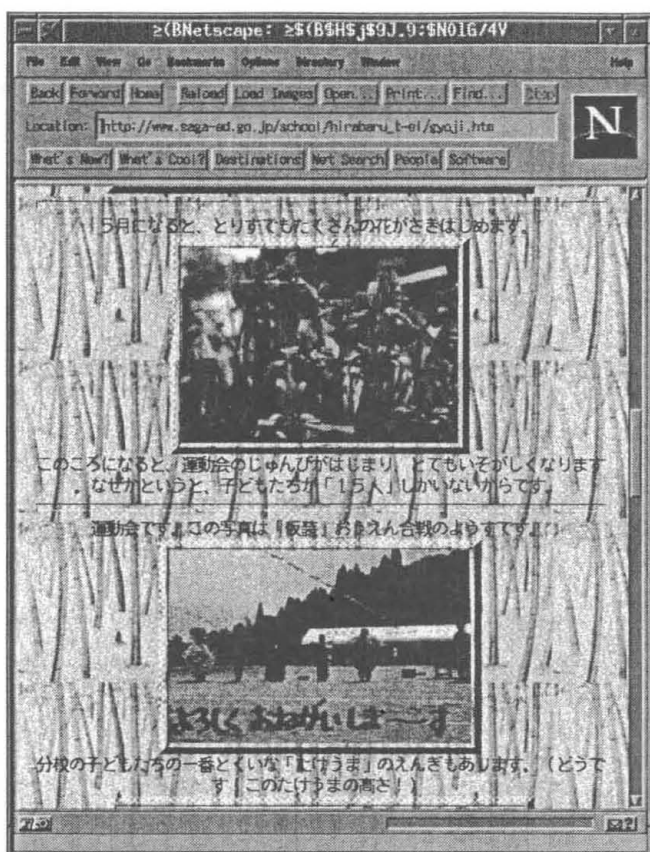 ≥(BNetscape: ≥$(B$H$j$9J.9:$N01G/4V
File Edit View Go Bookmarks Options Directory Window Help
Back Forward Home Reload Load Images Open... Print... Find... Stop
Location: http://www.saga-ed.go.jp/school/hirabaru_t-el/gyoji.htm
N
What's New? What's Cool? Destinations Net Search People Software
5月になると、とりすてもたくさんの花がさきはじめます。
このころになると、運動会のじゅんびがはじまり、とてもいそがしくなります
。なぜかというと、子どもたちが「15人」しかいないからです。
運動会です。この写真は おうえん合戦のようすです。
よろしくおねがいしま〜す
分校の子どもたちの一番とくいな「たけうま」のえんぎもあります。(どうで
す!このたけうまの高さ!)